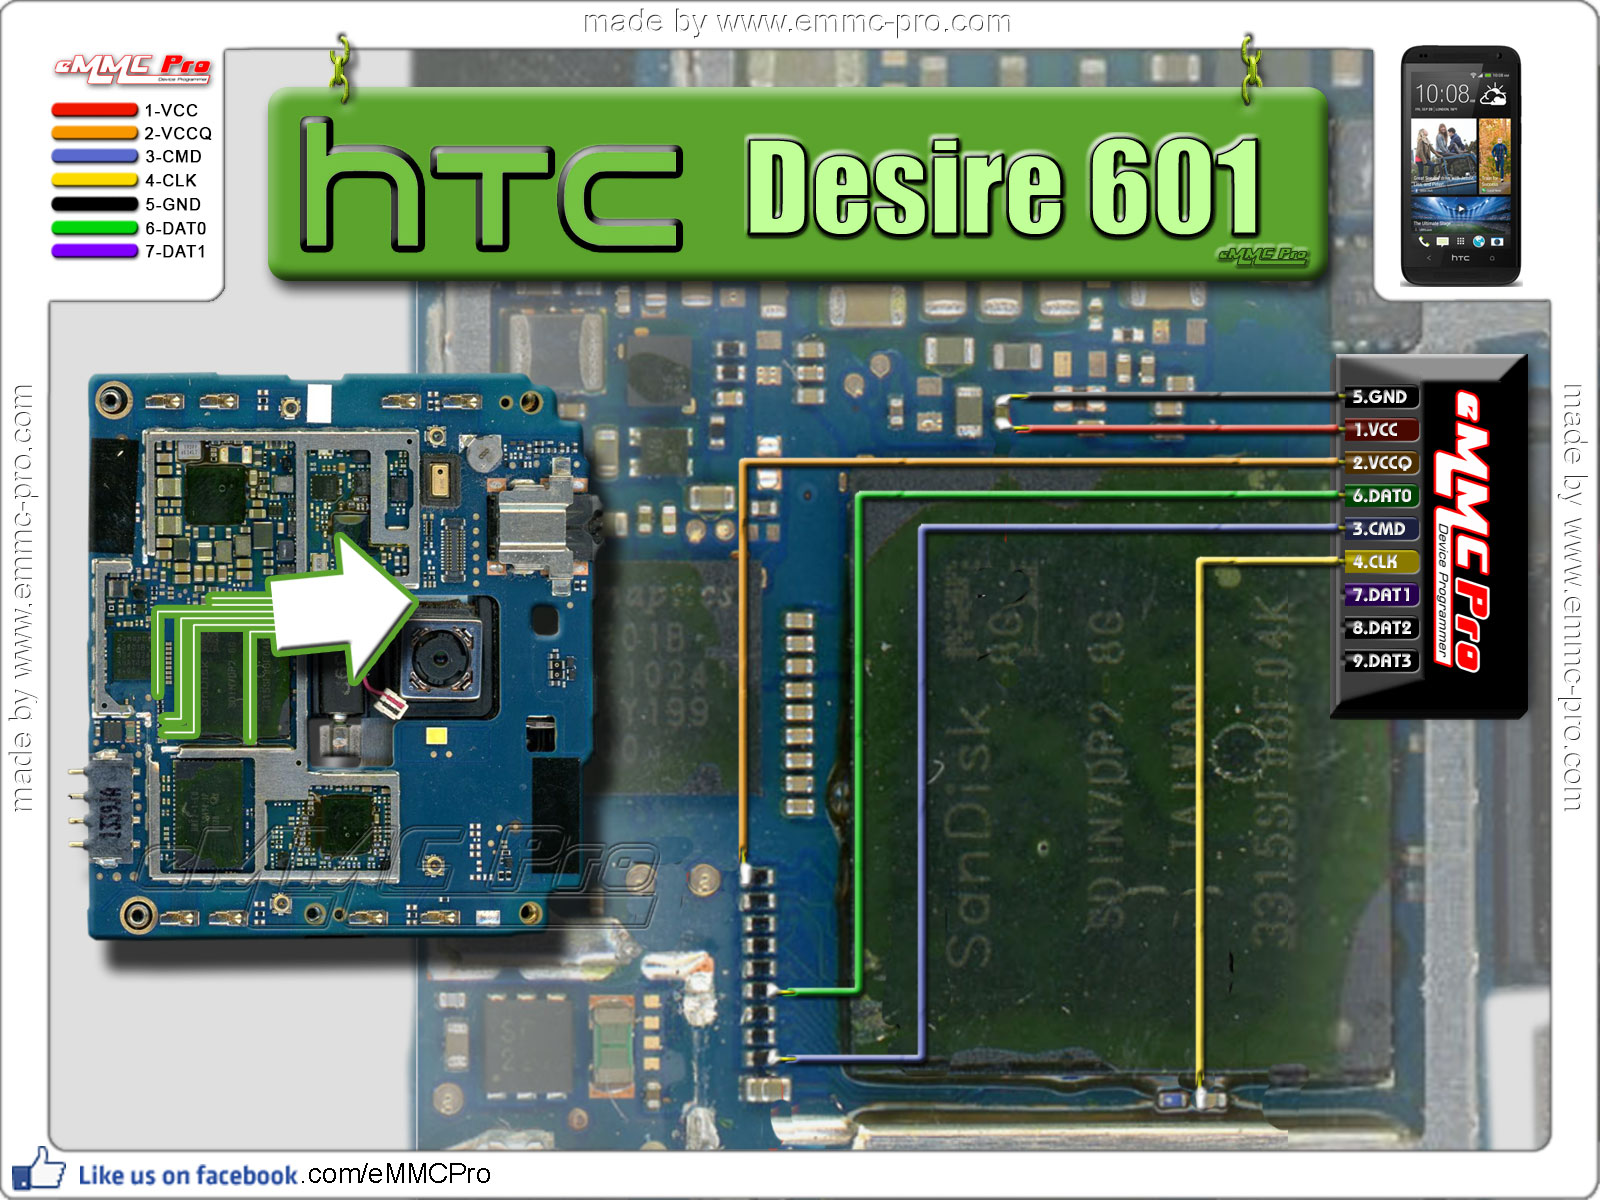 made by www.emmc-pro.com
eMMC Pro
Device Programmer
1-VCC
2-VCCQ
3-CMD
4-CLK
5-GND
6-DAT0
7-DAT1
hTC Desire 601
eMMC Pro
10:08
hTC
5.GND
1.VCC
2.VCCQ
6.DAT0
3.CMD
4.CLK
7.DAT1
8.DAT2
9.DAT3
eMMC Pro
Device Programmer
made by www.emmc-pro.com
made by www.emmc-pro.com
SanDisk
SDIN7DP2
TAIWAN
eMMC Pro
Like us on facebook.com/eMMCPro